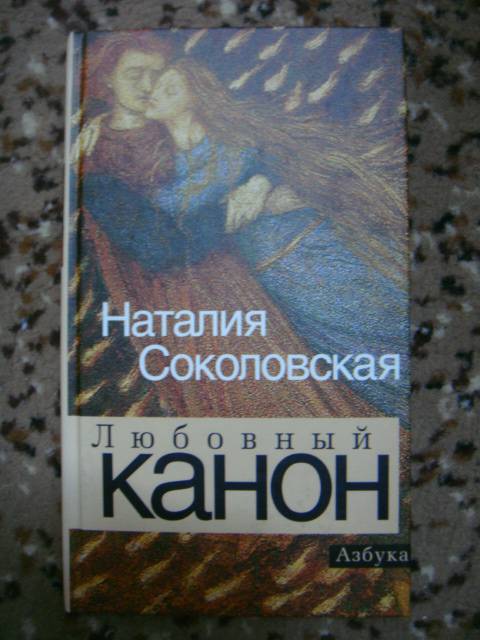 Наталия
Соколовская
Любовный
канон
Азбука